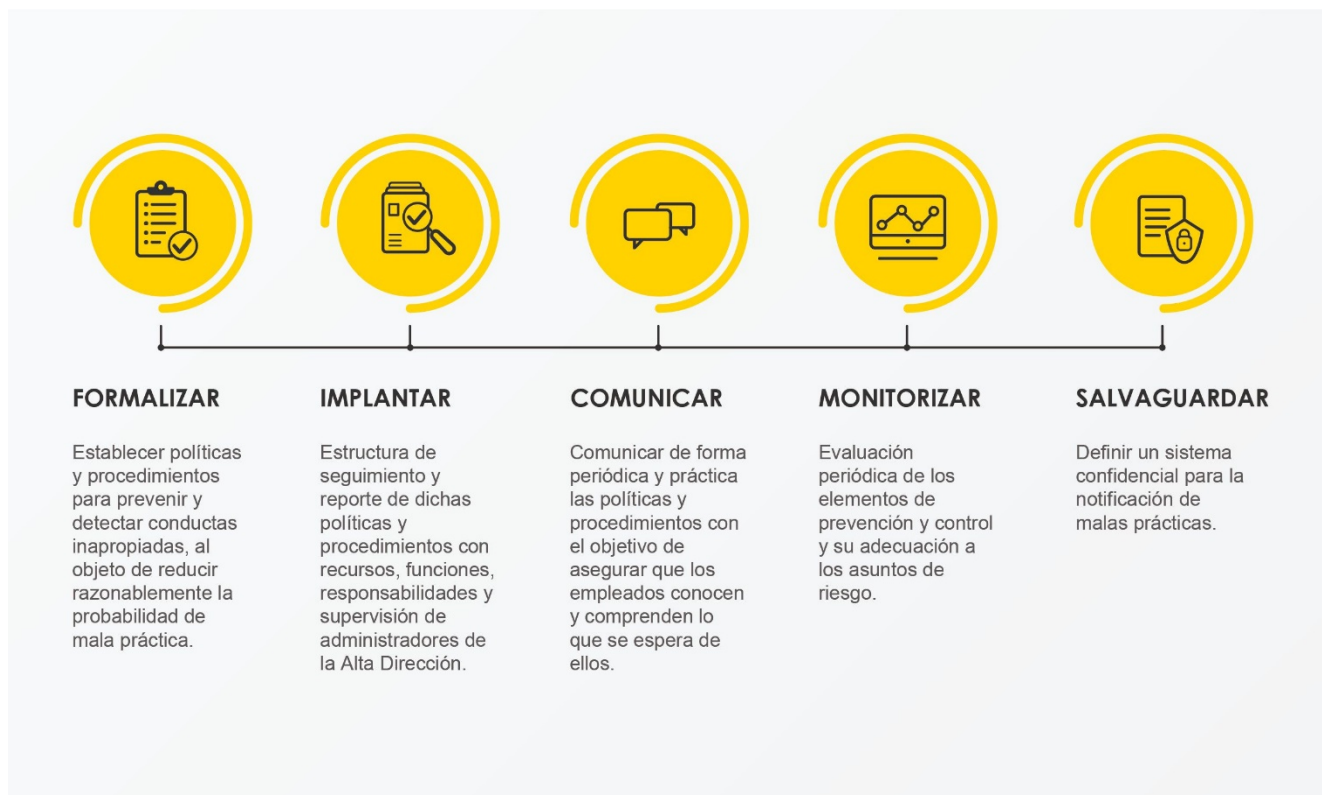 FORMALIZAR
Establecer políticas
y procedimientos
para prevenir y
detectar conductas
inapropiadas, al
objeto de reducir
razonablemente la
probabilidad de
mala práctica.
IMPLANTAR
Estructura de
seguimiento y
reporte de dichas
políticas y
procedimientos con
recursos, funciones,
responsabilidades y
supervisión de
administradores de
la Alta Dirección.
COMUNICAR
Comunicar de forma
periódica y práctica
las políticas y
procedimientos con
el objetivo de
asegurar que los
empleados conocen
y comprenden lo
que se espera de
ellos.
MONITORIZAR
Evaluación
periódica de los
elementos de
prevención y control
y su adecuación a
los asuntos de
riesgo.
SALVAGUARDAR
Definir un sistema
confidencial para la
notificación de
malas prácticas.